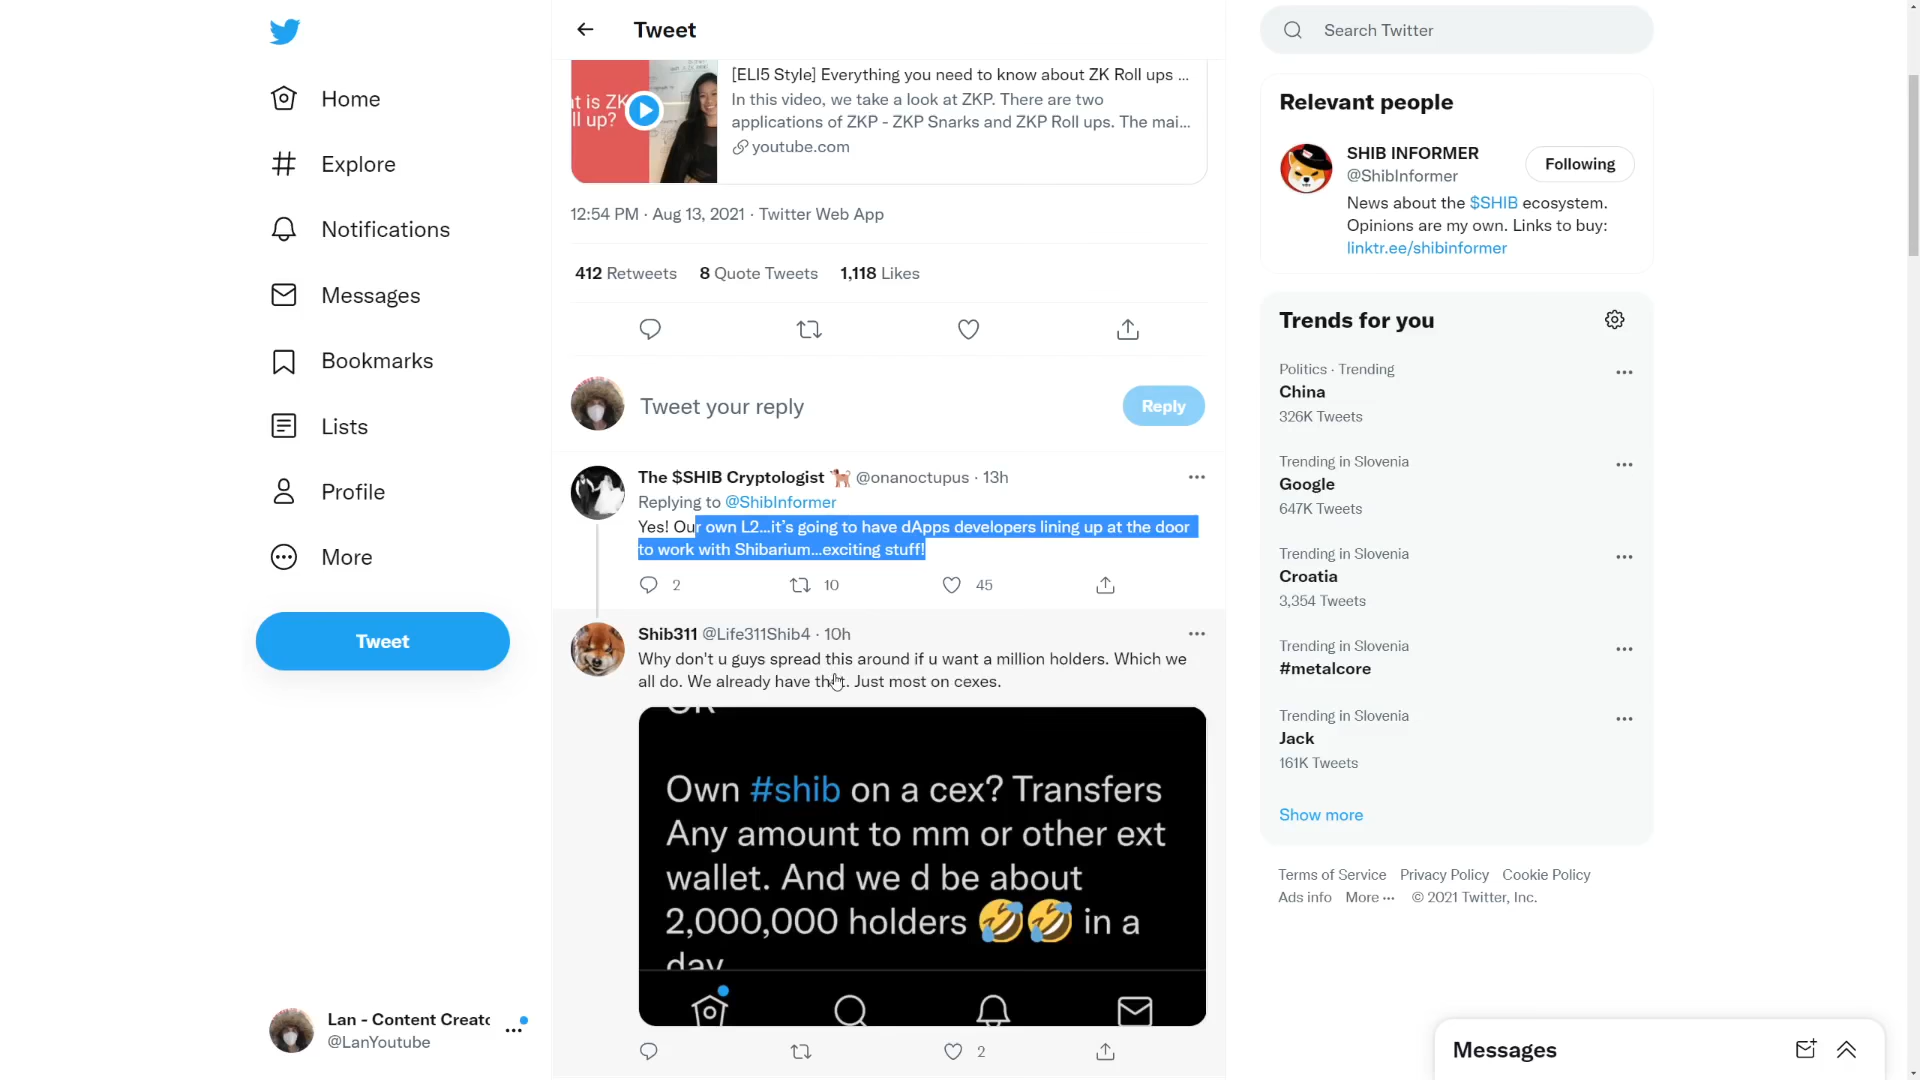 Tweet
Search Twitter
Home
Explore
Notifications
Messages
Bookmarks
Lists
Profile
More
Tweet
Lan - Content Creato
@LanYoutube
ll up?
[ELI5 Style] Everything you need to know about ZK Roll ups ...
In this video, we take a look at ZKP. There are two
applications of ZKP - ZKP Snarks and ZKP Roll ups. The mai...
youtube.com
12:54 PM · Aug 13, 2021 · Twitter Web App
412 Retweets 8 Quote Tweets 1,118 Likes
Tweet your reply
Reply
The $SHIB Cryptologist 🐕 @onanoctupus · 13h
Replying to @ShibInformer
Yes! Our own L2...it's going to have dApps developers lining up at the door
to work with Shibarium...exciting stuff!
2 10 45
Shib311 @Life311Shib4 · 10h
Why don't u guys spread this around if u want a million holders. Which we
all do. We already have that. Just most on cexes.
Own #shib on a cex? Transfers
Any amount to mm or other ext
wallet. And we d be about
2,000,000 holders 🤣🤣 in a
day
2
Relevant people
SHIB INFORMER
@ShibInformer
Following
News about the $SHIB ecosystem.
Opinions are my own. Links to buy:
linktr.ee/shibinformer
Trends for you
Politics · Trending
China
326K Tweets
Trending in Slovenia
Google
647K Tweets
Trending in Slovenia
Croatia
3,354 Tweets
Trending in Slovenia
#metalcore
Trending in Slovenia
Jack
161K Tweets
Show more
Terms of Service Privacy Policy Cookie Policy
Ads info More ··· © 2021 Twitter, Inc.
Messages